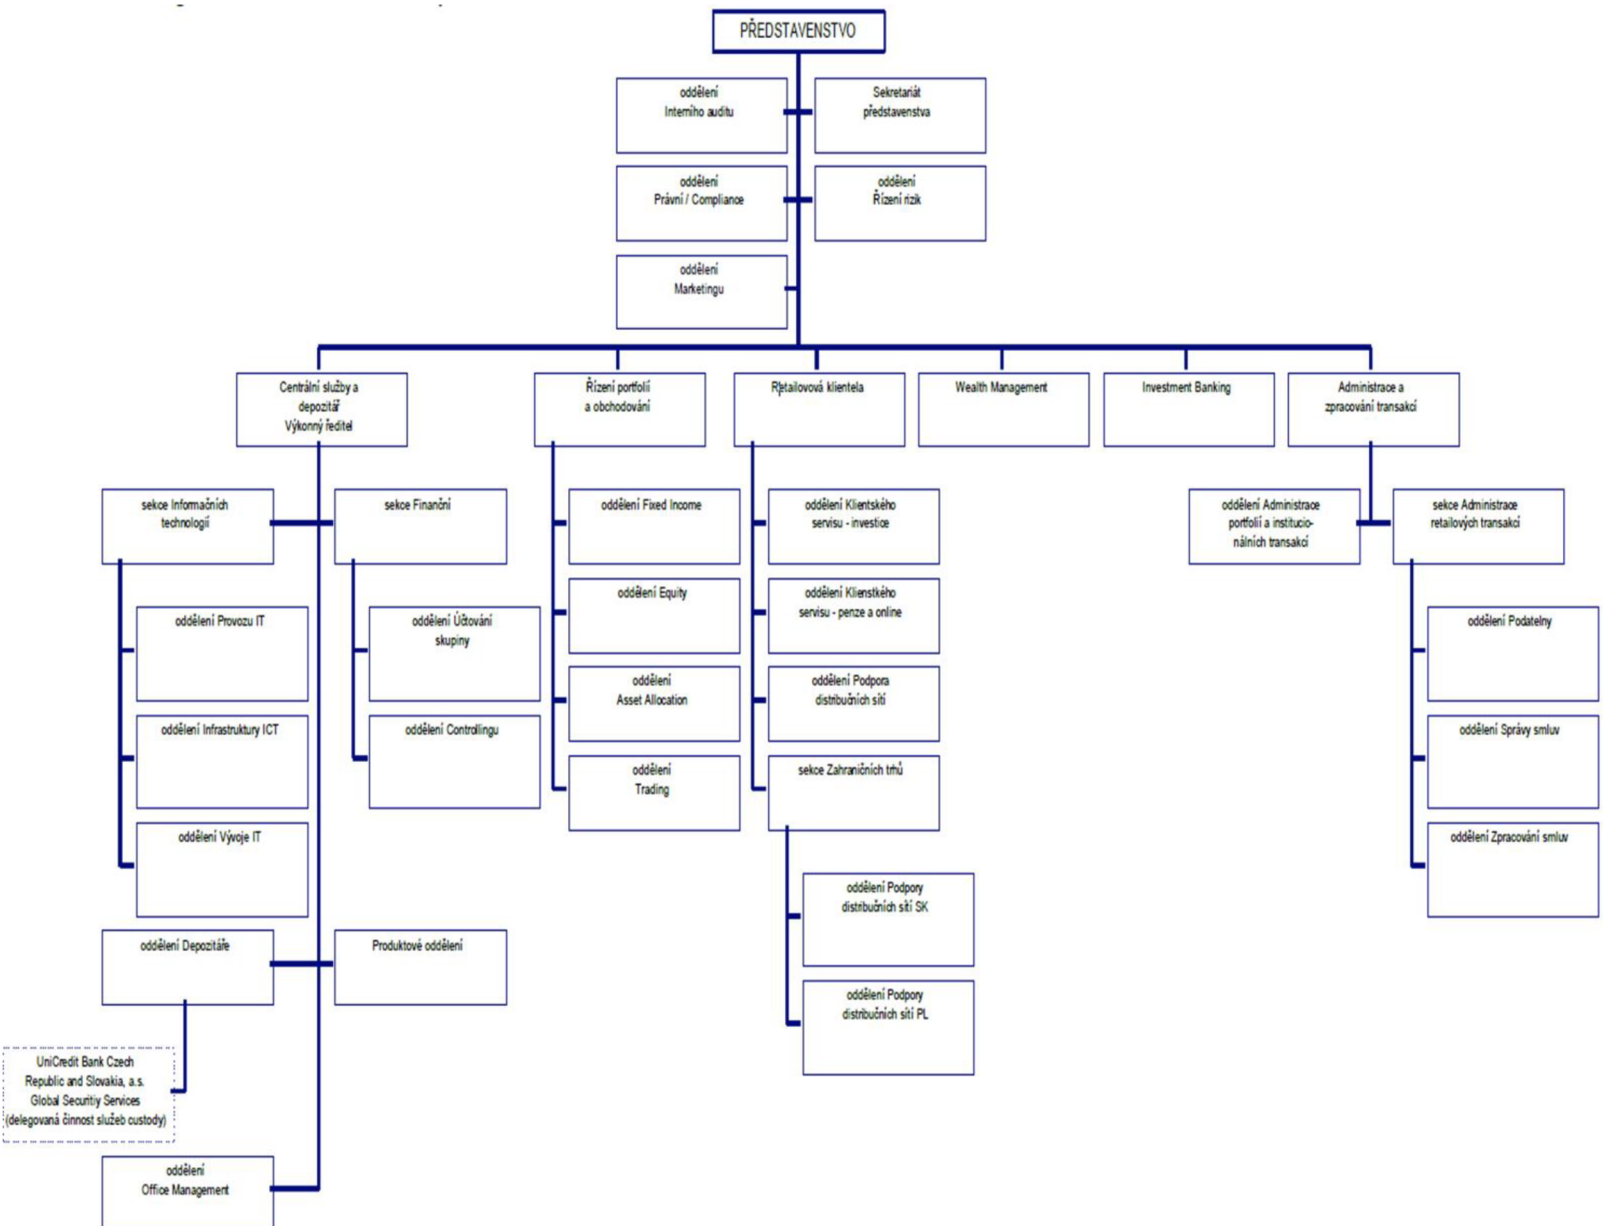 PŘEDSTAVENSTVO
oddělení
Interního auditu
Sekretariát
představenstva
oddělení
Právní / Compliance
oddělení
Řízení rizik
oddělení
Marketingu
Centrální služby a
depozitář
Výkonný ředitel
Řízení portfolií
a obchodování
Retailovová klientela
Wealth Management
Investment Banking
Administrace a
zpracování transakcí
sekce Informačních
technologií
sekce Finanční
oddělení Fixed Income
oddělení Klientského
servisu - investice
oddělení Administrace
portfolií a institucio-
nálních transakcí
sekce Administrace
retailových transakcí
oddělení Provozu IT
oddělení Účtování
skupiny
oddělení Equity
oddělení Klienstkého
servisu - penze a online
oddělení Podatelny
oddělení
Asset Allocation
oddělení Podpora
distribučních sítí
oddělení Infrastruktury ICT
oddělení Controllingu
oddělení
Trading
sekce Zahraničních trhů
oddělení Správy smluv
oddělení Vývoje IT
oddělení Zpracování smluv
oddělení Podpory
distribučních sítí SK
oddělení Depozitáře
Produktové oddělení
oddělení Podpory
distribučních sítí PL
UniCredit Bank Czech
Republic and Slovakia, a.s.
Global Securitiy Services
(delegovaná činnost služeb custody)
oddělení
Office Management